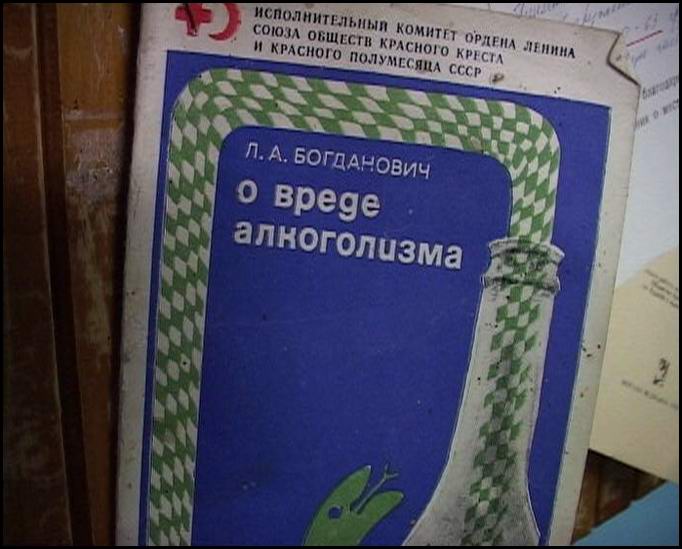 ИСПОЛНИТЕЛЬНЫЙ КОМИТЕТ ОРДЕНА ЛЕНИНА
СОЮЗА ОБЩЕСТВ КРАСНОГО КРЕСТА
И КРАСНОГО ПОЛУМЕСЯЦА СССР
Л. А. БОГДАНОВИЧ
о вреде
алкоголизма